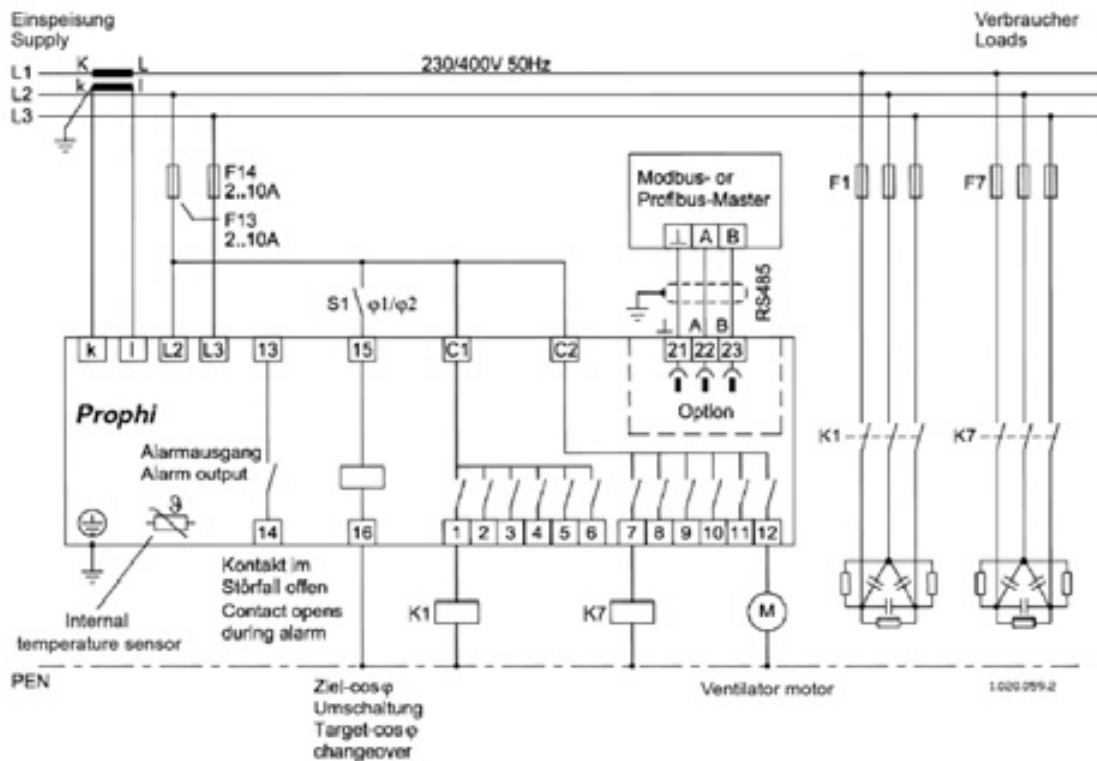 Einspeisung
Supply
Verbraucher
Loads
K L
230/400V 50Hz
L1
k l
L2
L3
F14
2..10A
F13
2..10A
Modbus- or
Profibus-Master
⊥ A B
F1
F7
S1 φ1/φ2
RS485
⊥ A B
k l L2 L3 13 15 C1 C2 21 22 23
Option
Prophi
Alarmausgang
Alarm output
K1
K7
ϑ
14 16 1 2 3 4 5 6 7 8 9 10 11 12
Kontakt im
Störfall offen
Contact opens
during alarm
Internal
temperature sensor
K1
K7
M
PEN
Ziel-cosφ
Umschaltung
Target-cosφ
changeover
Ventilator motor
1.020.059.2